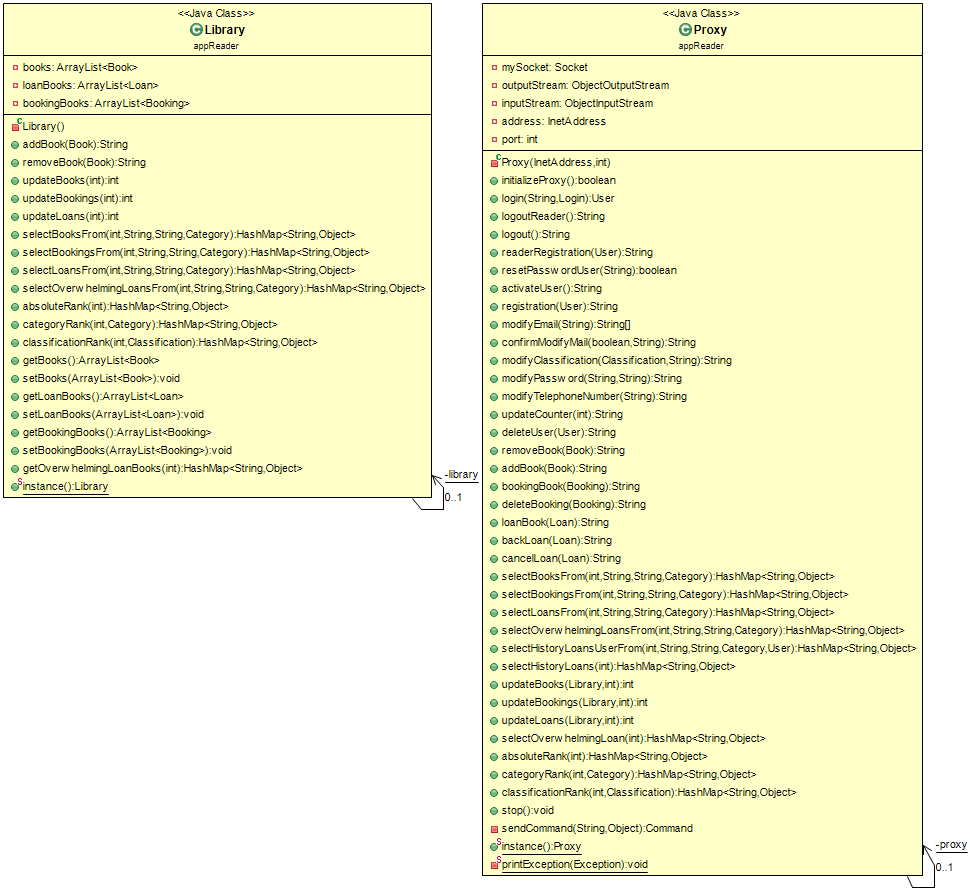 <<Java Class>>
Library
appReader
books: ArrayList<Book>
loanBooks: ArrayList<Loan>
bookingBooks: ArrayList<Booking>
Library()
addBook(Book):String
removeBook(Book):String
updateBooks(int):int
updateBookings(int):int
updateLoans(int):int
selectBooksFrom(int,String,String,Category):HashMap<String,Object>
selectBookingsFrom(int,String,String,Category):HashMap<String,Object>
selectLoansFrom(int,String,String,Category):HashMap<String,Object>
selectOverwhelmingLoansFrom(int,String,String,Category):HashMap<String,Object>
absoluteRank(int):HashMap<String,Object>
categoryRank(int,Category):HashMap<String,Object>
classificationRank(int,Classification):HashMap<String,Object>
getBooks():ArrayList<Book>
setBooks(ArrayList<Book>):void
getLoanBooks():ArrayList<Loan>
setLoanBooks(ArrayList<Loan>):void
getBookingBooks():ArrayList<Booking>
setBookingBooks(ArrayList<Booking>):void
getOverwhelmingLoanBooks(int):HashMap<String,Object>
instance():Library
-library
0..1
<<Java Class>>
Proxy
appReader
mySocket: Socket
outputStream: ObjectOutputStream
inputStream: ObjectInputStream
address: InetAddress
port: int
Proxy(InetAddress,int)
initializeProxy():boolean
login(String,Login):User
logoutReader():String
logout():String
readerRegistration(User):String
resetPasswordUser(String):boolean
activateUser():String
registration(User):String
modifyEmail(String):String[]
confirmModifyMail(boolean,String):String
modifyClassification(Classification,String):String
modifyPassword(String,String):String
modifyTelephoneNumber(String):String
updateCounter(int):String
deleteUser(User):String
removeBook(Book):String
addBook(Book):String
bookingBook(Booking):String
deleteBooking(Booking):String
loanBook(Loan):String
backLoan(Loan):String
cancelLoan(Loan):String
selectBooksFrom(int,String,String,Category):HashMap<String,Object>
selectBookingsFrom(int,String,String,Category):HashMap<String,Object>
selectLoansFrom(int,String,String,Category):HashMap<String,Object>
selectOverwhelmingLoansFrom(int,String,String,Category):HashMap<String,Object>
selectHistoryLoansUserFrom(int,String,String,Category,User):HashMap<String,Object>
selectHistoryLoans(int):HashMap<String,Object>
updateBooks(Library,int):int
updateBookings(Library,int):int
updateLoans(Library,int):int
selectOverwhelmingLoan(int):HashMap<String,Object>
absoluteRank(int):HashMap<String,Object>
categoryRank(int,Category):HashMap<String,Object>
classificationRank(int,Classification):HashMap<String,Object>
stop():void
sendCommand(String,Object):Command
instance():Proxy
printException(Exception):void
-proxy
0..1